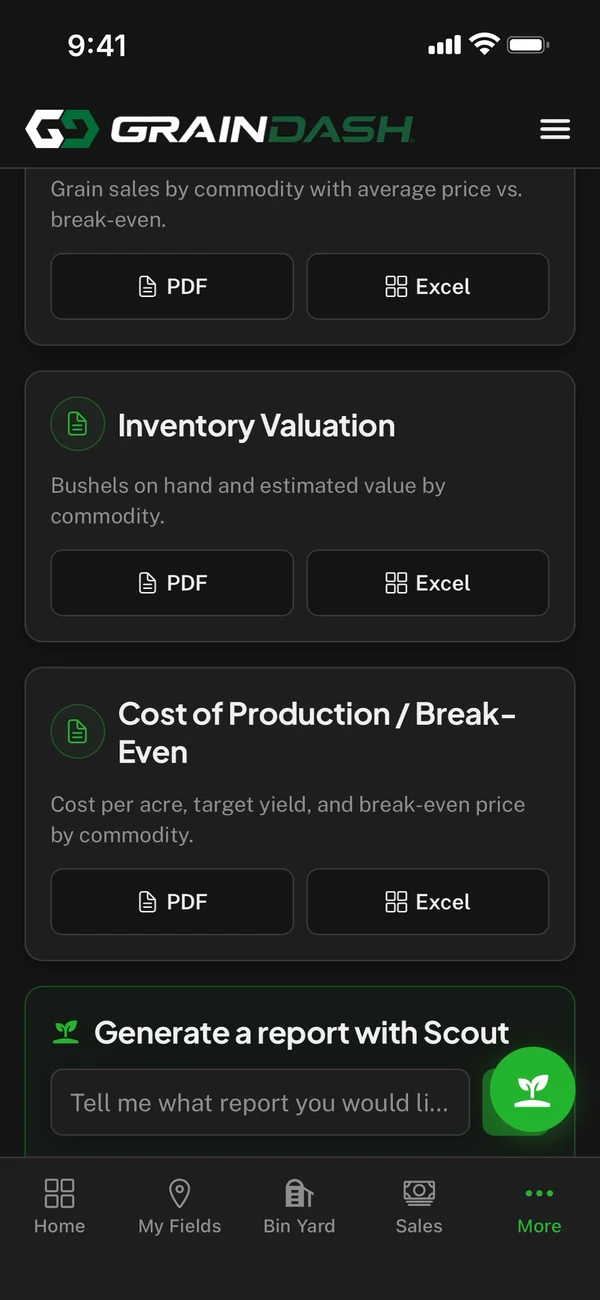 9:41
GRAINDASH
Grain sales by commodity with average price vs.
break-even.
PDF
Excel
Inventory Valuation
Bushels on hand and estimated value by
commodity.
PDF
Excel
Cost of Production / Break-
Even
Cost per acre, target yield, and break-even price
by commodity.
PDF
Excel
Generate a report with Scout
Tell me what report you would li...
Home
My Fields
Bin Yard
Sales
More